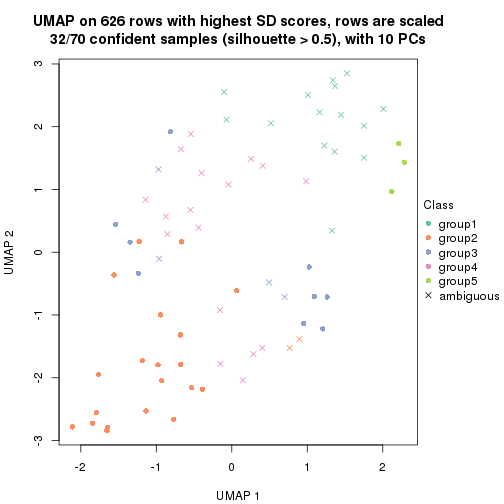 UMAP on 626 rows with highest SD scores, rows are scaled
32/70 confident samples (silhouette > 0.5), with 10 PCs
3
2
1
0
-1
-2
-3
UMAP 2
-2
-1
0
1
2
UMAP 1
Class
group1
group2
group3
group4
group5
ambiguous